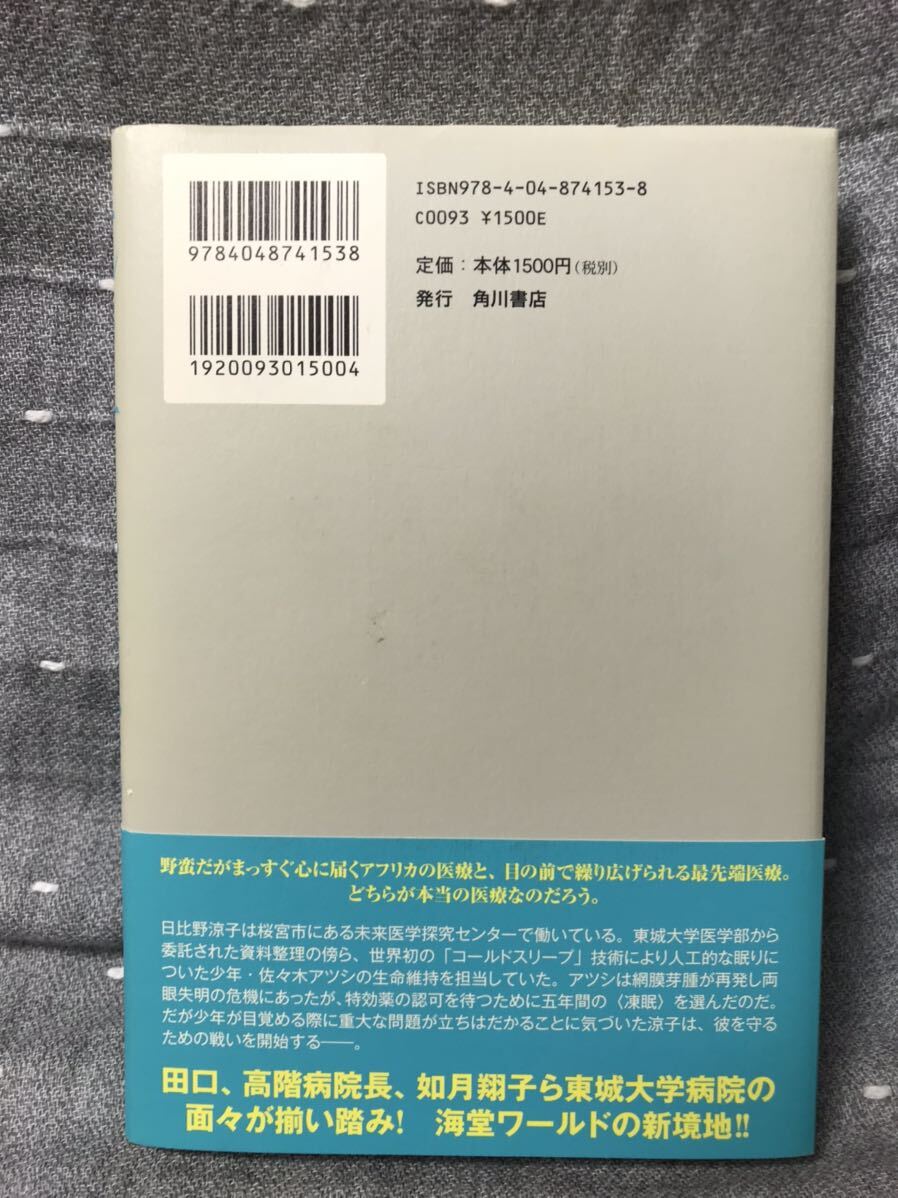 ISBN978-4-04-874153-8
C0093 ¥1500E
定価：本体1500円(税別)
発行 角川書店
9784048741538
1920093015004
野蛮だがまっすぐ心に届くアフリカの医療と、目の前で繰り広げられる最先端医療。
どちらが本当の医療なのだろう。
日比野涼子は桜宮市にある未来医学探究センターで働いている。東城大学医学部から
委託された資料整理の傍ら、世界初の「コールドスリープ」技術により人工的な眠りに
ついた少年・佐々木アツシの生命維持を担当していた。アツシは網膜芽腫が再発し両
眼失明の危機にあったが、特効薬の認可を待つために五年間の〈凍眠〉を選んだのだ。
だが少年が目覚める際に重大な問題が立ちはだかることに気づいた涼子は、彼を守る
ための戦いを開始する――。
田口、高階病院長、如月翔子ら東城大学病院の
面々が揃い踏み！ 海堂ワールドの新境地!!